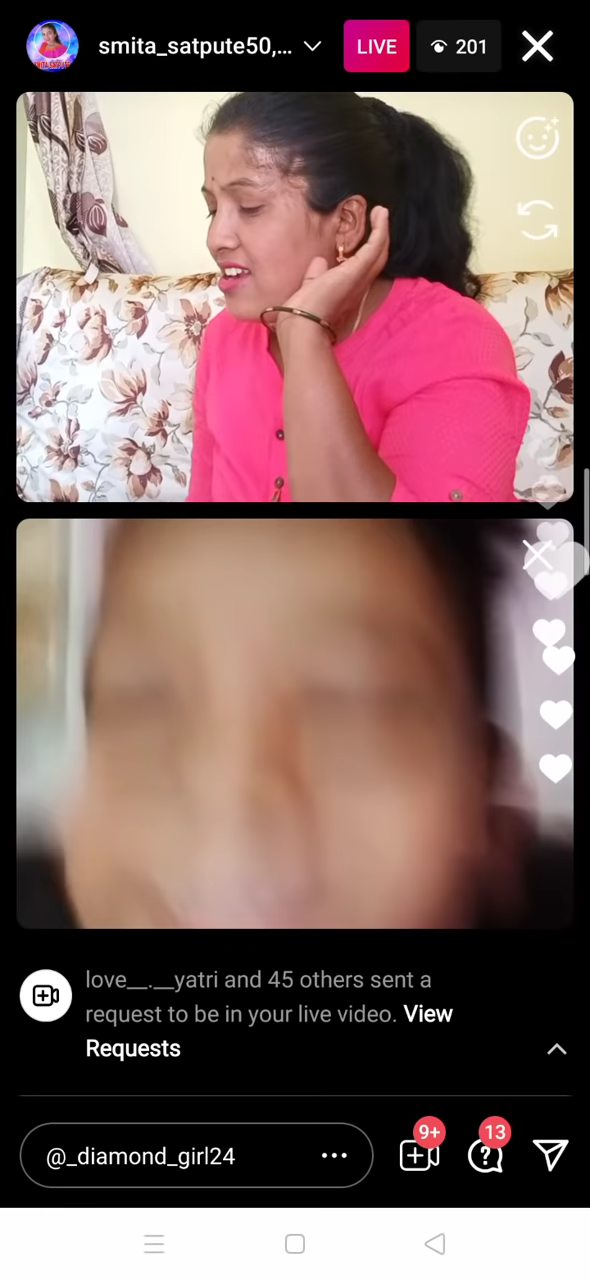 smita_satpute50,...
LIVE
201
love__.__yatri and 45 others sent a
request to be in your live video. View
Requests
@_diamond_girl24
9+
13